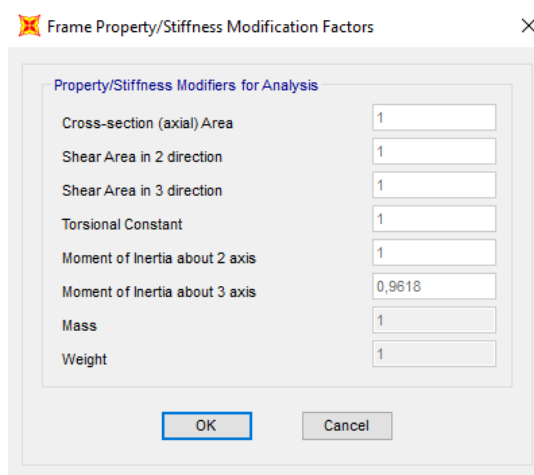 Frame Property/Stiffness Modification Factors
Property/Stiffness Modifiers for Analysis
Cross-section (axial) Area 1
Shear Area in 2 direction 1
Shear Area in 3 direction 1
Torsional Constant 1
Moment of Inertia about 2 axis 1
Moment of Inertia about 3 axis 0,9618
Mass 1
Weight 1
OK Cancel